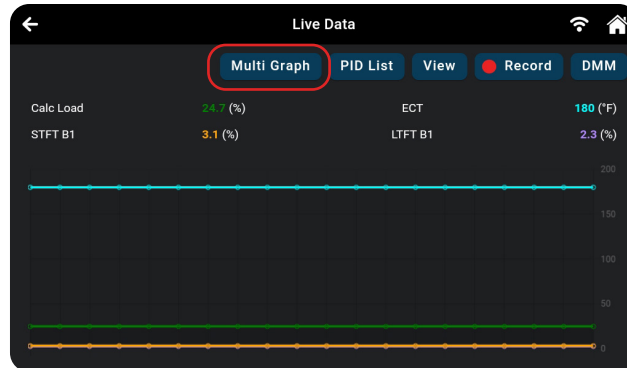 Live Data
Multi Graph PID List View Record DMM
Calc Load 24.7 (%) ECT 180 (°F)
STFT B1 3.1 (%) LTFT B1 2.3 (%)
200
150
100
50
0